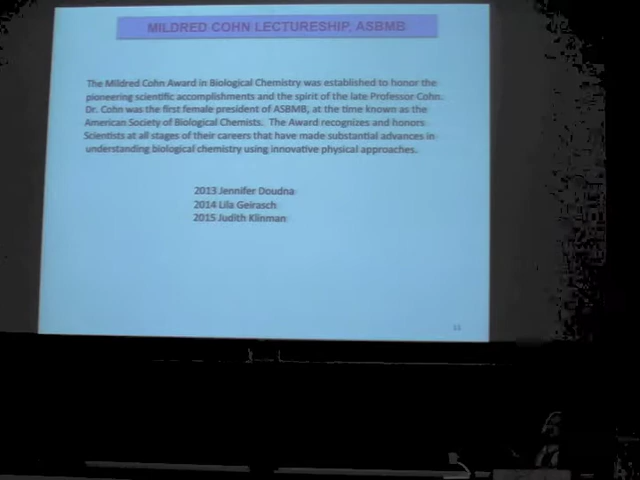 MILDRED COHN LECTURESHIP, ASBMB
The Mildred Cohn Award in Biological Chemistry was established to honor the
pioneering scientific accomplishments and the spirit of the late Professor Cohn.
Dr. Cohn was the first female president of ASBMB, at the time known as the
American Society of Biological Chemists. The Award recognizes and honors
Scientists at all stages of their careers that have made substantial advances in
understanding biological chemistry using innovative physical approaches.
2013 Jennifer Doudna
2014 Lila Geirasch
2015 Judith Klinman